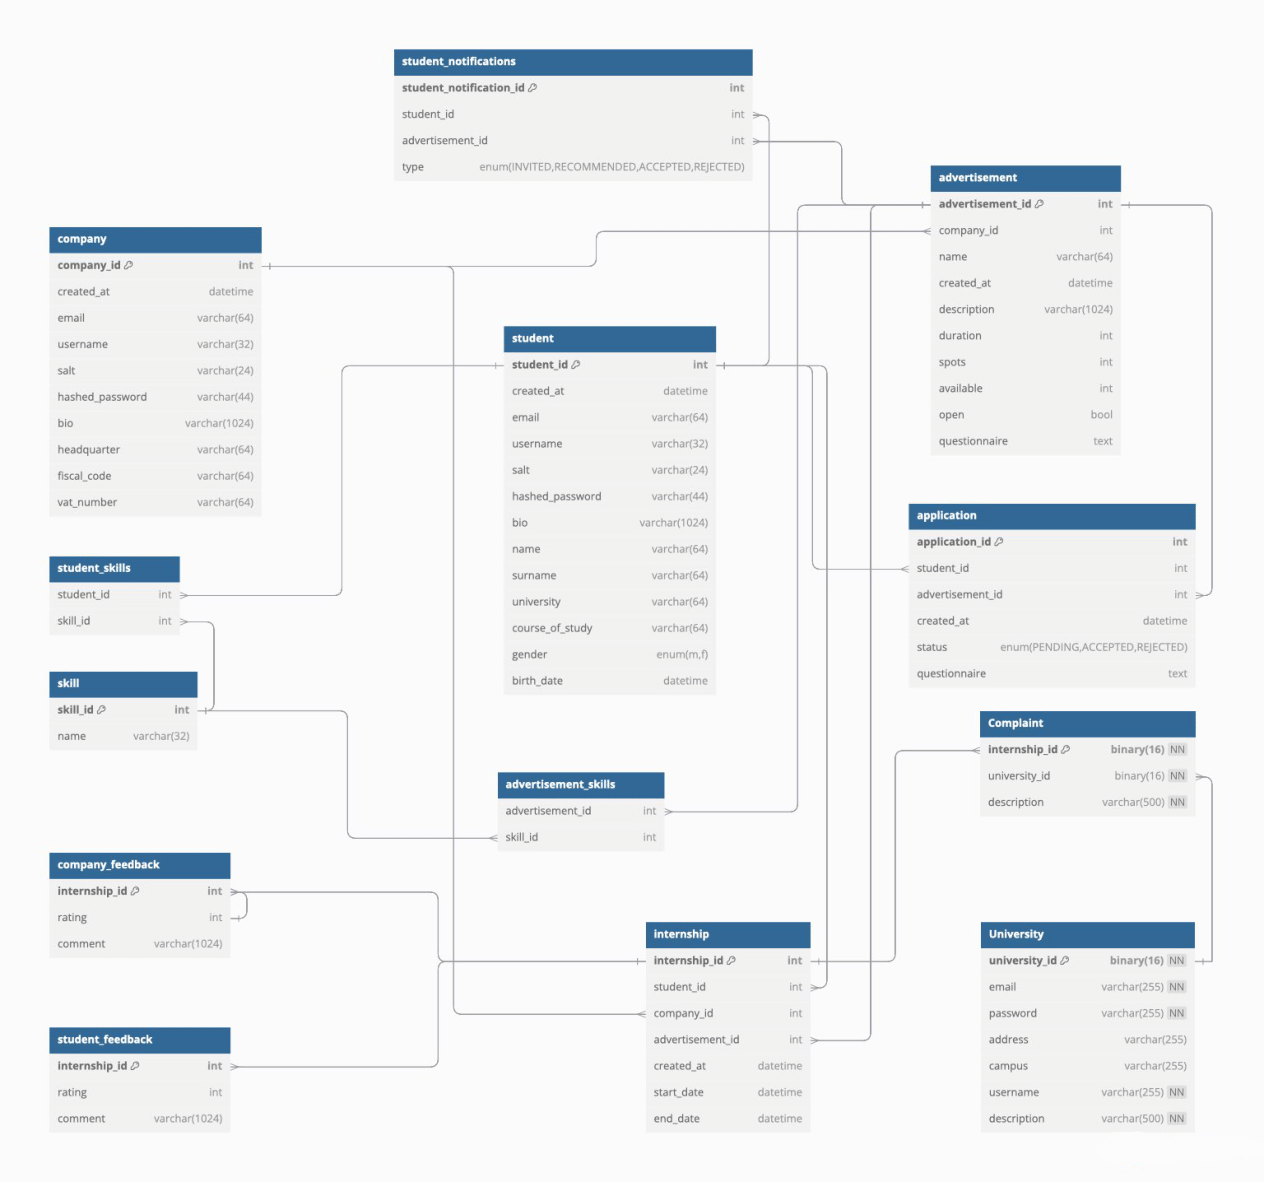 student_notifications
student_notification_id int
student_id int
advertisement_id int
type enum(INVITED,RECOMMENDED,ACCEPTED,REJECTED)
advertisement
advertisement_id int
company_id int
name varchar(64)
created_at datetime
description varchar(1024)
duration int
spots int
available int
open bool
questionnaire text
company
company_id int
created_at datetime
email varchar(64)
username varchar(32)
salt varchar(24)
hashed_password varchar(44)
bio varchar(1024)
headquarter varchar(64)
fiscal_code varchar(64)
vat_number varchar(64)
student
student_id int
created_at datetime
email varchar(64)
username varchar(32)
salt varchar(24)
hashed_password varchar(44)
bio varchar(1024)
name varchar(64)
surname varchar(64)
university varchar(64)
course_of_study varchar(64)
gender enum(m,f)
birth_date datetime
application
application_id int
student_id int
advertisement_id int
created_at datetime
status enum(PENDING,ACCEPTED,REJECTED)
questionnaire text
student_skills
student_id int
skill_id int
skill
skill_id int
name varchar(32)
Complaint
internship_id binary(16) NN
university_id binary(16) NN
description varchar(500) NN
advertisement_skills
advertisement_id int
skill_id int
company_feedback
internship_id int
rating int
comment varchar(1024)
internship
internship_id int
student_id int
company_id int
advertisement_id int
created_at datetime
start_date datetime
end_date datetime
University
university_id binary(16) NN
email varchar(255) NN
password varchar(255) NN
address varchar(255)
campus varchar(255)
username varchar(255) NN
description varchar(500) NN
student_feedback
internship_id int
rating int
comment varchar(1024)